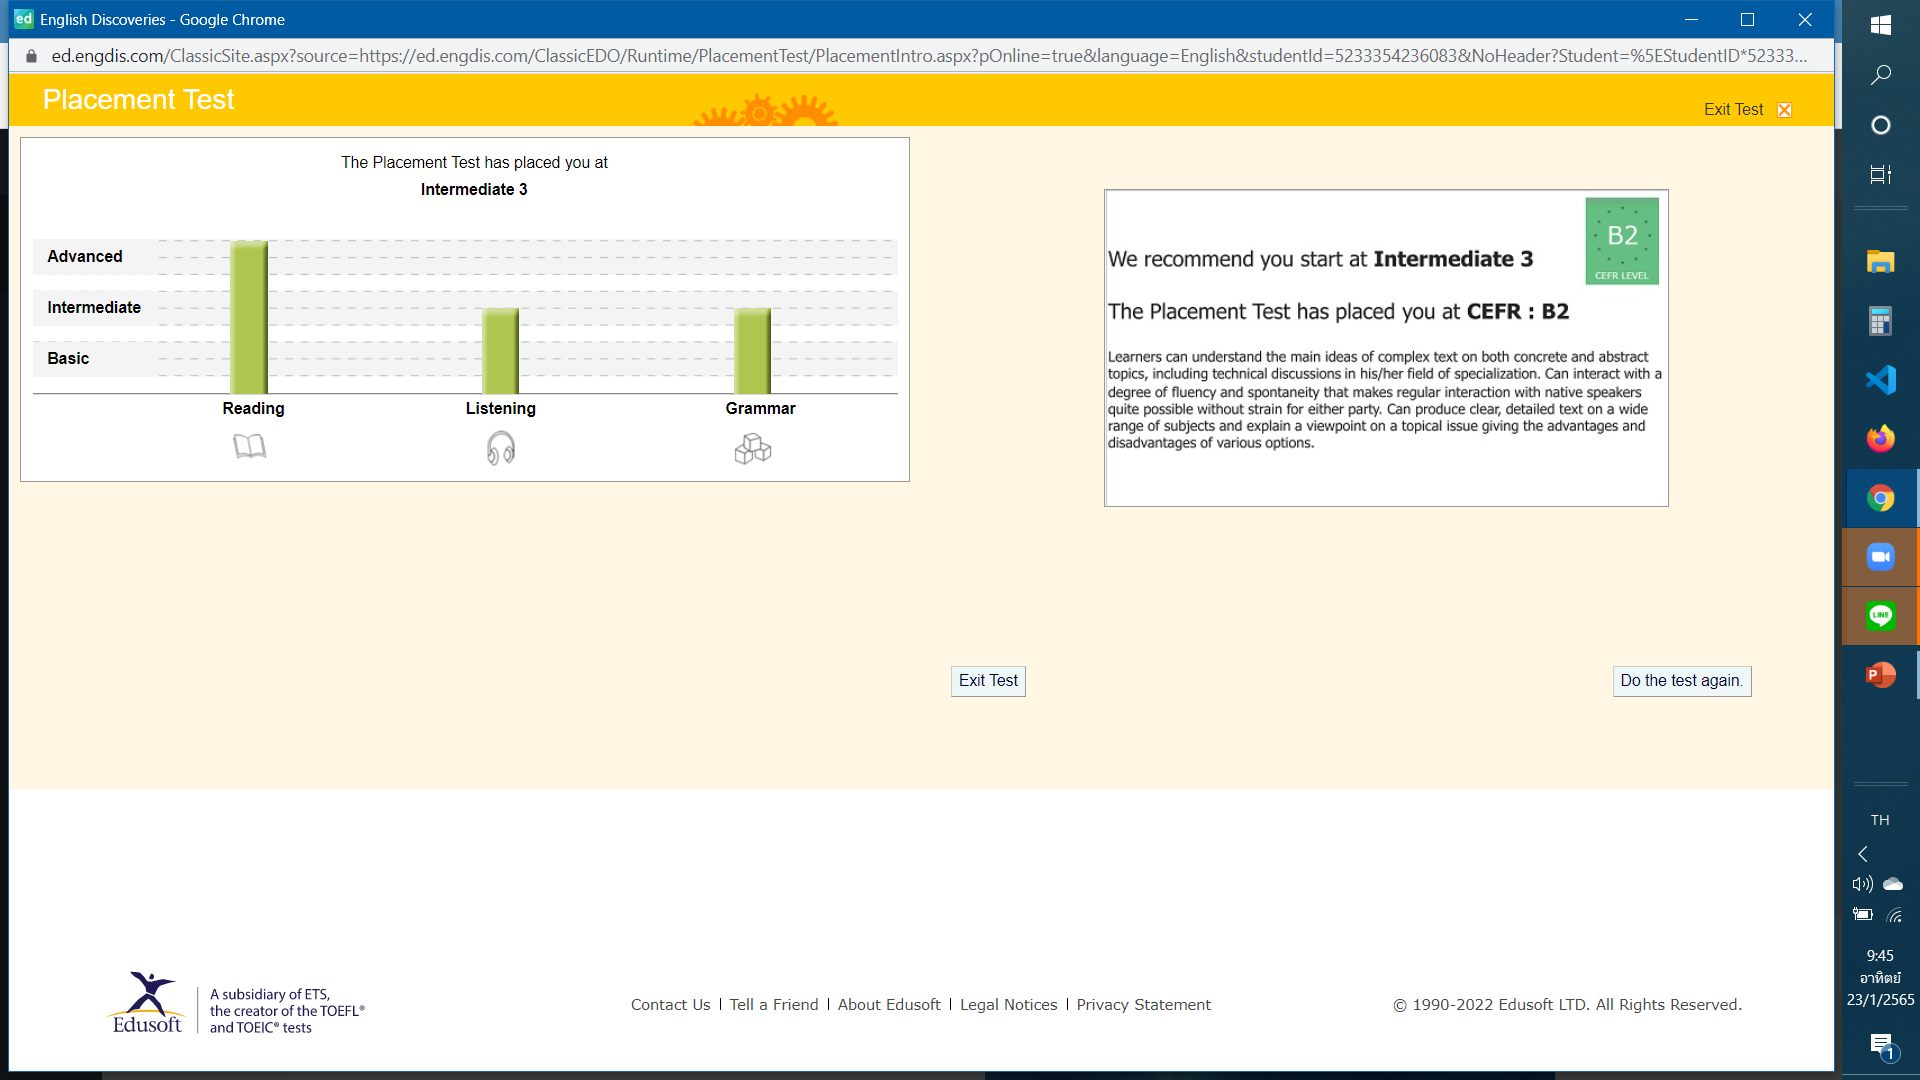 English Discoveries - Google Chrome
ed.engdis.com/ClassicSite.aspx?source=https://ed.engdis.com/ClassicEDO/Runtime/PlacementTest/PlacementIntro.aspx?pOnline=true&language=English&studentId=5233354236083&NoHeader?Student=%5EStudentID*52333...
Placement Test
Exit Test
The Placement Test has placed you at
Intermediate 3
Advanced
Intermediate
Basic
Reading
Listening
Grammar
B2
CEFR LEVEL
We recommend you start at Intermediate 3
The Placement Test has placed you at CEFR : B2
Learners can understand the main ideas of complex text on both concrete and abstract
topics, including technical discussions in his/her field of specialization. Can interact with a
degree of fluency and spontaneity that makes regular interaction with native speakers
quite possible without strain for either party. Can produce clear, detailed text on a wide
range of subjects and explain a viewpoint on a topical issue giving the advantages and
disadvantages of various options.
Exit Test
Do the test again.
Edusoft
A subsidiary of ETS,
the creator of the TOEFL®
and TOEIC® tests
Contact Us | Tell a Friend | About Edusoft | Legal Notices | Privacy Statement
© 1990-2022 Edusoft LTD. All Rights Reserved.
ed
LINE
P
TH
9:45
อาทิตย์
23/1/2565
1